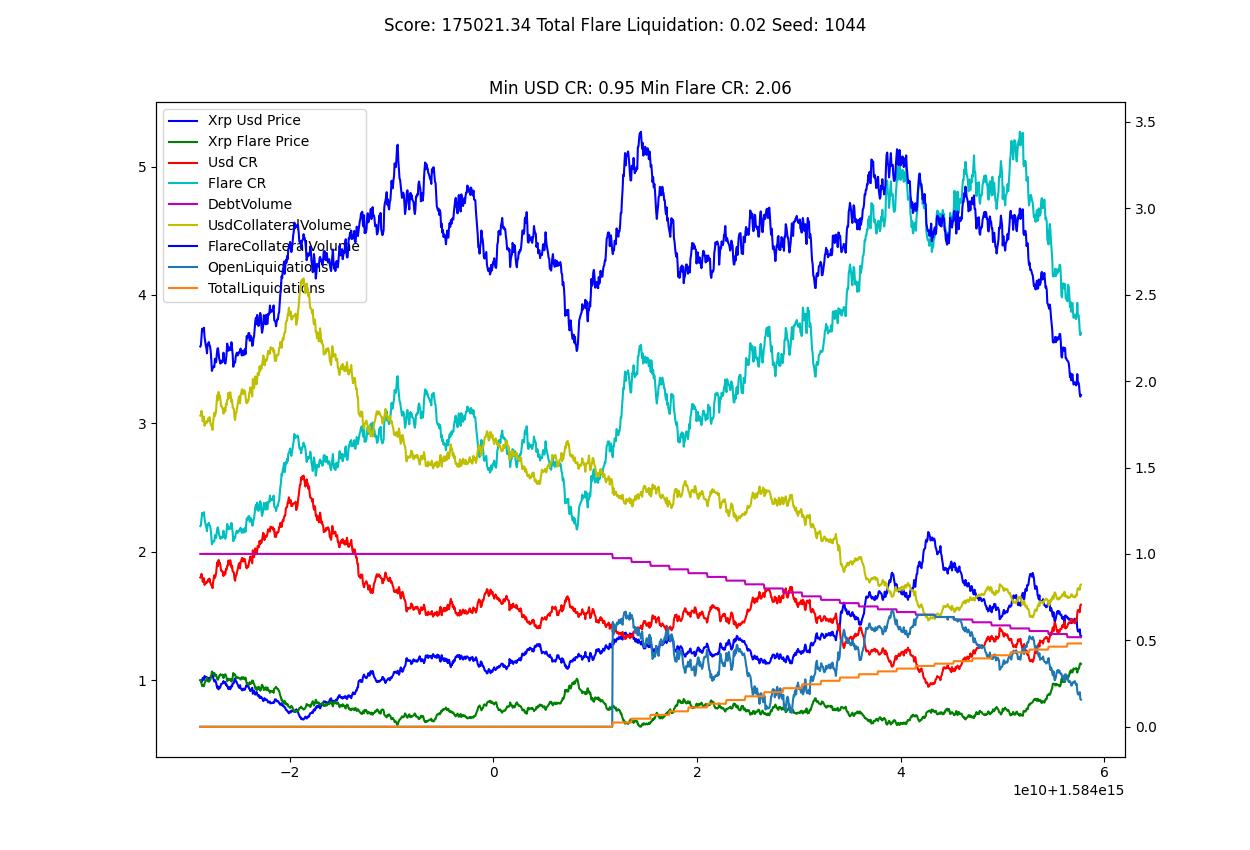 Score: 175021.34 Total Flare Liquidation: 0.02 Seed: 1044
Min USD CR: 0.95 Min Flare CR: 2.06
Xrp Usd Price
Xrp Flare Price
Usd CR
Flare CR
DebtVolume
UsdCollateralVolume
FlareCollateralVolume
OpenLiquidations
TotalLiquidations
5
4
3
2
1
3.5
3.0
2.5
2.0
1.5
1.0
0.5
0.0
−2 0 2 4 6
1e10+1.584e15